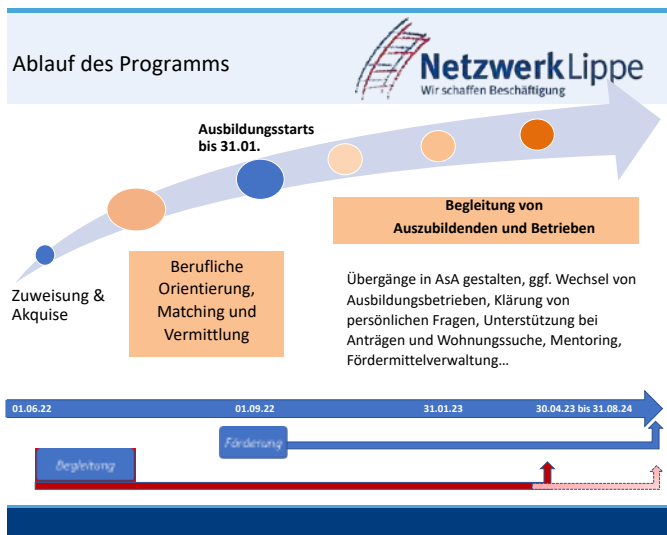 Ablauf des Programms
NetzwerkLippe
Wir schaffen Beschäftigung
Ausbildungsstarts
bis 31.01.
Begleitung von
Auszubildenden und Betrieben
Berufliche
Orientierung,
Matching und
Vermittlung
Zuweisung &
Akquise
Übergänge in AsA gestalten, ggf. Wechsel von
Ausbildungsbetrieben, Klärung von
persönlichen Fragen, Unterstützung bei
Anträgen und Wohnungssuche, Mentoring,
Fördermittelverwaltung…
01.06.22 01.09.22 31.01.23 30.04.23 bis 31.08.24
Förderung
Begleitung